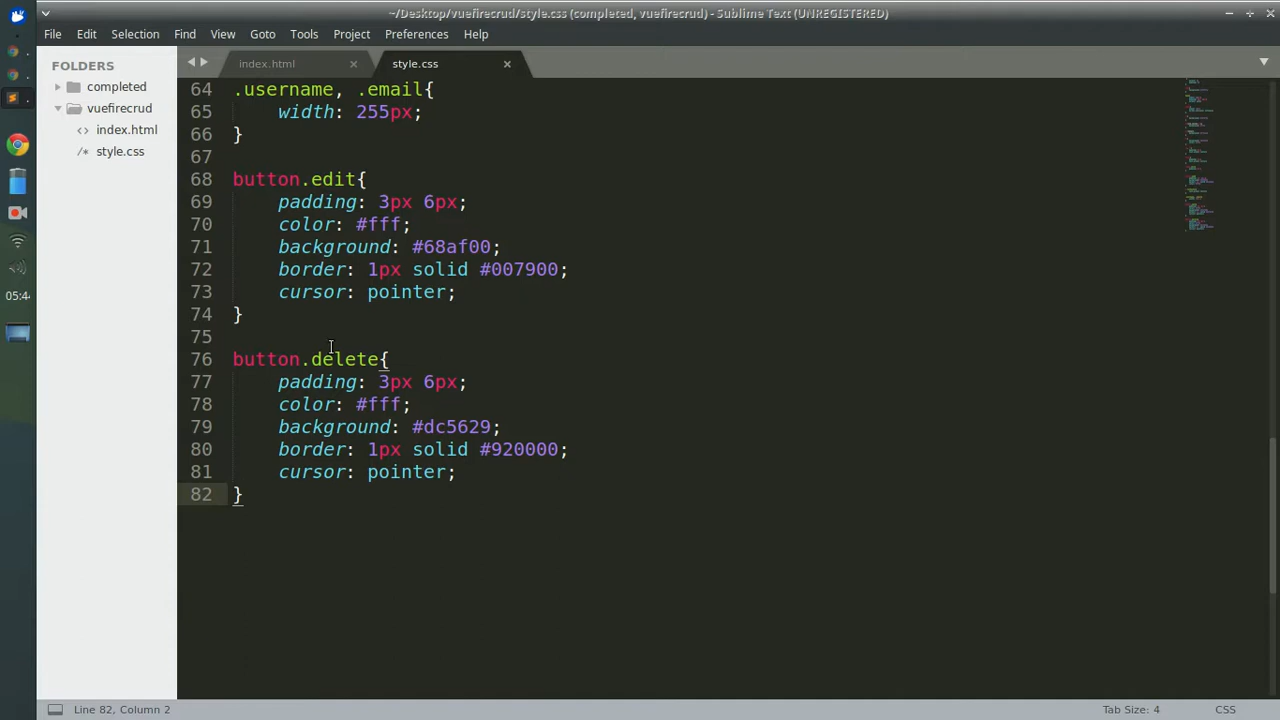 ~/Desktop/vuefirecrud/style.css (completed, vuefirecrud) - Sublime Text (UNREGISTERED)
File Edit Selection Find View Goto Tools Project Preferences Help
FOLDERS
completed
vuefirecrud
<> index.html
/* style.css
05:4
index.html × style.css ×
64 .username, .email{
65 width: 255px;
66 }
67
68 button.edit{
69 padding: 3px 6px;
70 color: #fff;
71 background: #68af00;
72 border: 1px solid #007900;
73 cursor: pointer;
74 }
75
76 button.delete{
77 padding: 3px 6px;
78 color: #fff;
79 background: #dc5629;
80 border: 1px solid #920000;
81 cursor: pointer;
82 }
Line 82, Column 2 Tab Size: 4 CSS